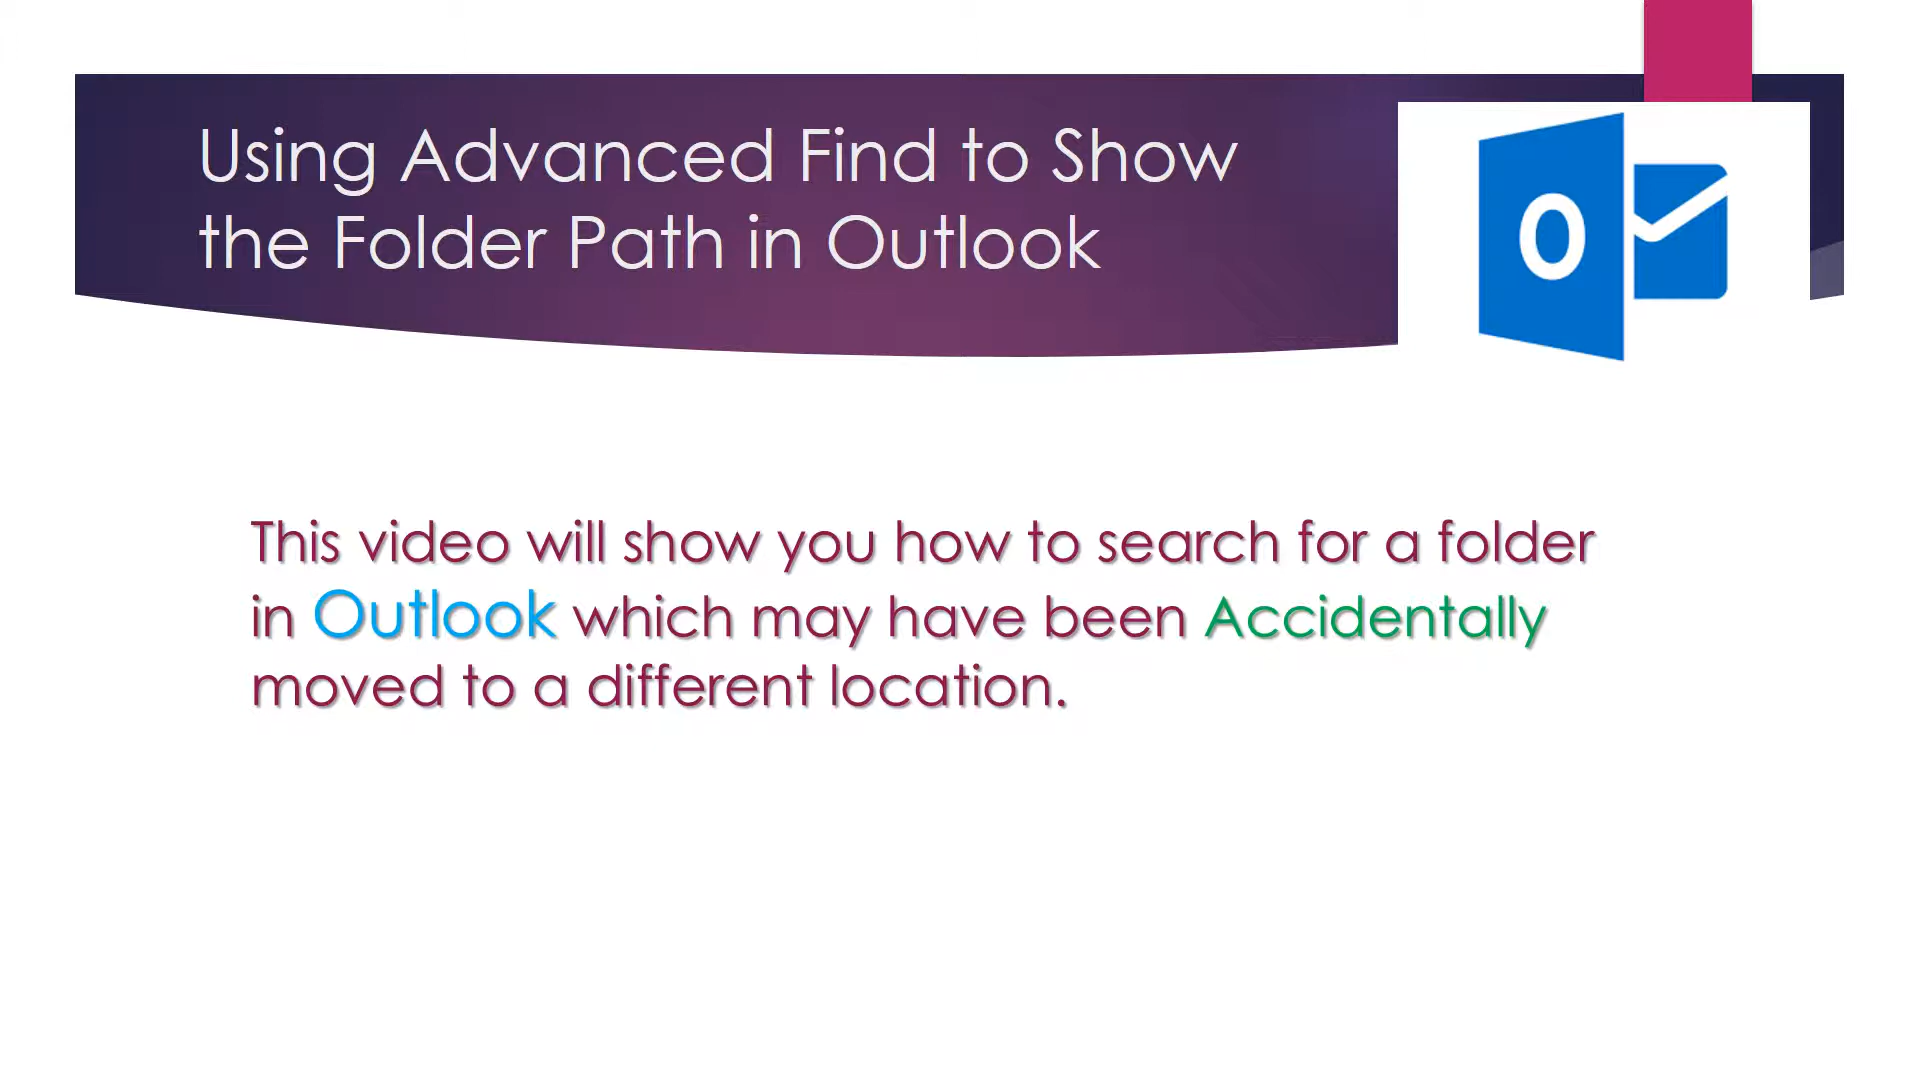 Using Advanced Find to Show
the Folder Path in Outlook
O
This video will show you how to search for a folder
in Outlook which may have been Accidentally
moved to a different location.